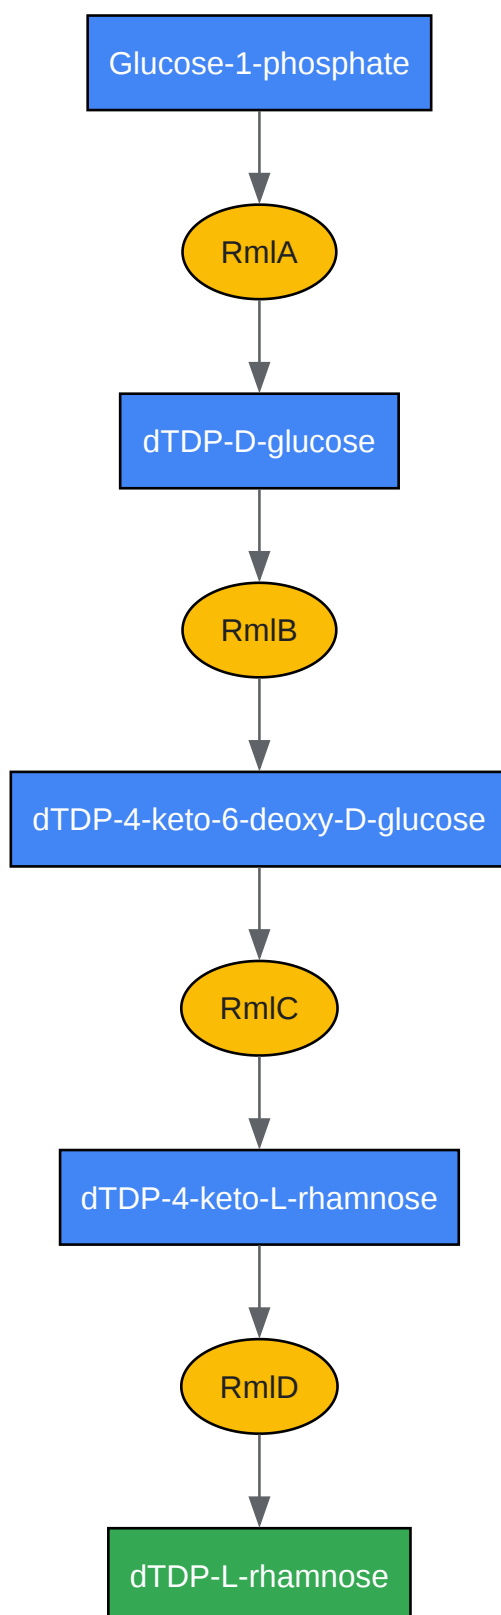 Glucose-1-phosphate
RmlA
dTDP-D-glucose
RmlB
dTDP-4-keto-6-deoxy-D-glucose
RmlC
dTDP-4-keto-L-rhamnose
RmlD
dTDP-L-rhamnose